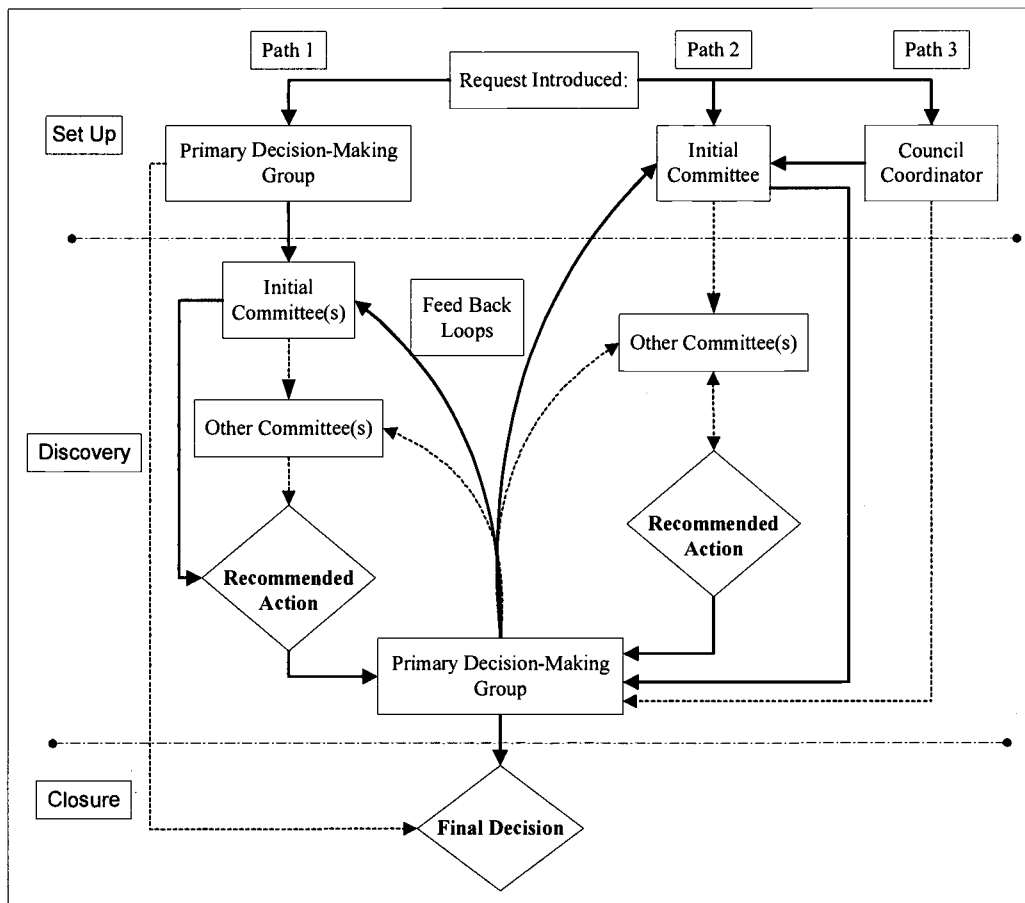 Path 1
Path 2
Path 3
Request Introduced:
Set Up
Primary Decision-Making
Group
Initial
Committee
Council
Coordinator
Initial
Committee(s)
Feed Back
Loops
Other Committee(s)
Other Committee(s)
Discovery
Recommended
Action
Recommended
Action
Primary Decision-Making
Group
Closure
Final Decision